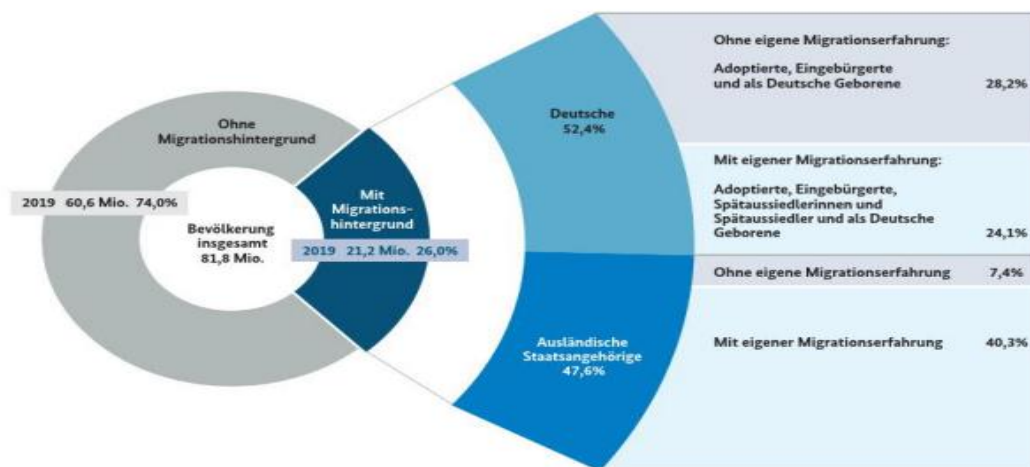 Ohne
Migrationshintergrund
2019 60,6 Mio. 74,0%
Bevölkerung
insgesamt
81,8 Mio.
Mit
Migrations-
hintergrund
2019 21,2 Mio. 26,0%
Deutsche
52,4%
Ausländische
Staatsangehörige
47,6%
Ohne eigene Migrationserfahrung:
Adoptierte, Eingebürgerte
und als Deutsche Geborene 28,2%
Mit eigener Migrationserfahrung:
Adoptierte, Eingebürgerte,
Spätaussiedlerinnen und
Spätaussiedler und als Deutsche
Geborene 24,1%
Ohne eigene Migrationserfahrung 7,4%
Mit eigener Migrationserfahrung 40,3%